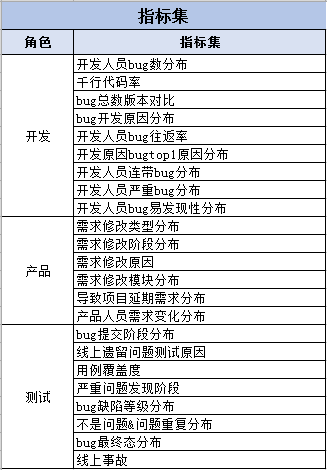 指标集
角色 指标集
开发人员bug数分布
千行代码率
bug总数版本对比
bug开发原因分布
开发 开发人员bug往返率
开发原因bugtop1原因分布
开发人员连带bug分布
开发人员严重bug分布
开发人员bug易发现性分布
需求修改类型分布
需求修改阶段分布
产品 需求修改原因
需求修改模块分布
导致项目延期需求分布
产品人员需求变化分布
bug提交阶段分布
线上遗留问题测试原因
用例覆盖度
测试 严重问题发现阶段
bug缺陷等级分布
不是问题&问题重复分布
bug最终态分布
线上事故